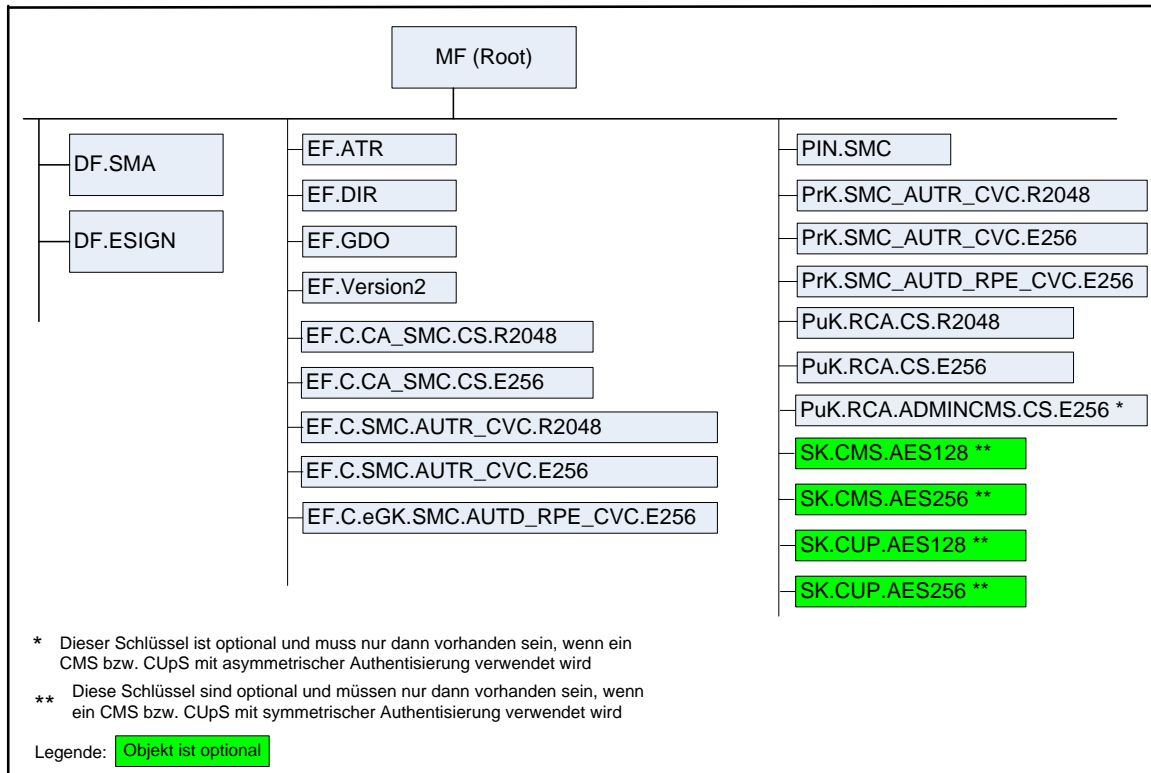 MF (Root)
DF.SMA
DF.ESIGN
EF.ATR
EF.DIR
EF.GDO
EF.Version2
EF.C.CA_SMC.CS.R2048
EF.C.CA_SMC.CS.E256
EF.C.SMC.AUTR_CVC.R2048
EF.C.SMC.AUTR_CVC.E256
EF.C.eGK.SMC.AUTD_RPE_CVC.E256
PIN.SMC
PrK.SMC_AUTR_CVC.R2048
PrK.SMC_AUTR_CVC.E256
PrK.SMC_AUTD_RPE_CVC.E256
PuK.RCA.CS.R2048
PuK.RCA.CS.E256
PuK.RCA.ADMINCMS.CS.E256 *
SK.CMS.AES128 **
SK.CMS.AES256 **
SK.CUP.AES128 **
SK.CUP.AES256 **
* Dieser Schlüssel ist optional und muss nur dann vorhanden sein, wenn ein
CMS bzw. CUpS mit asymmetrischer Authentisierung verwendet wird
** Diese Schlüssel sind optional und müssen nur dann vorhanden sein, wenn
ein CMS bzw. CUpS mit symmetrischer Authentisierung verwendet wird
Legende: Objekt ist optional